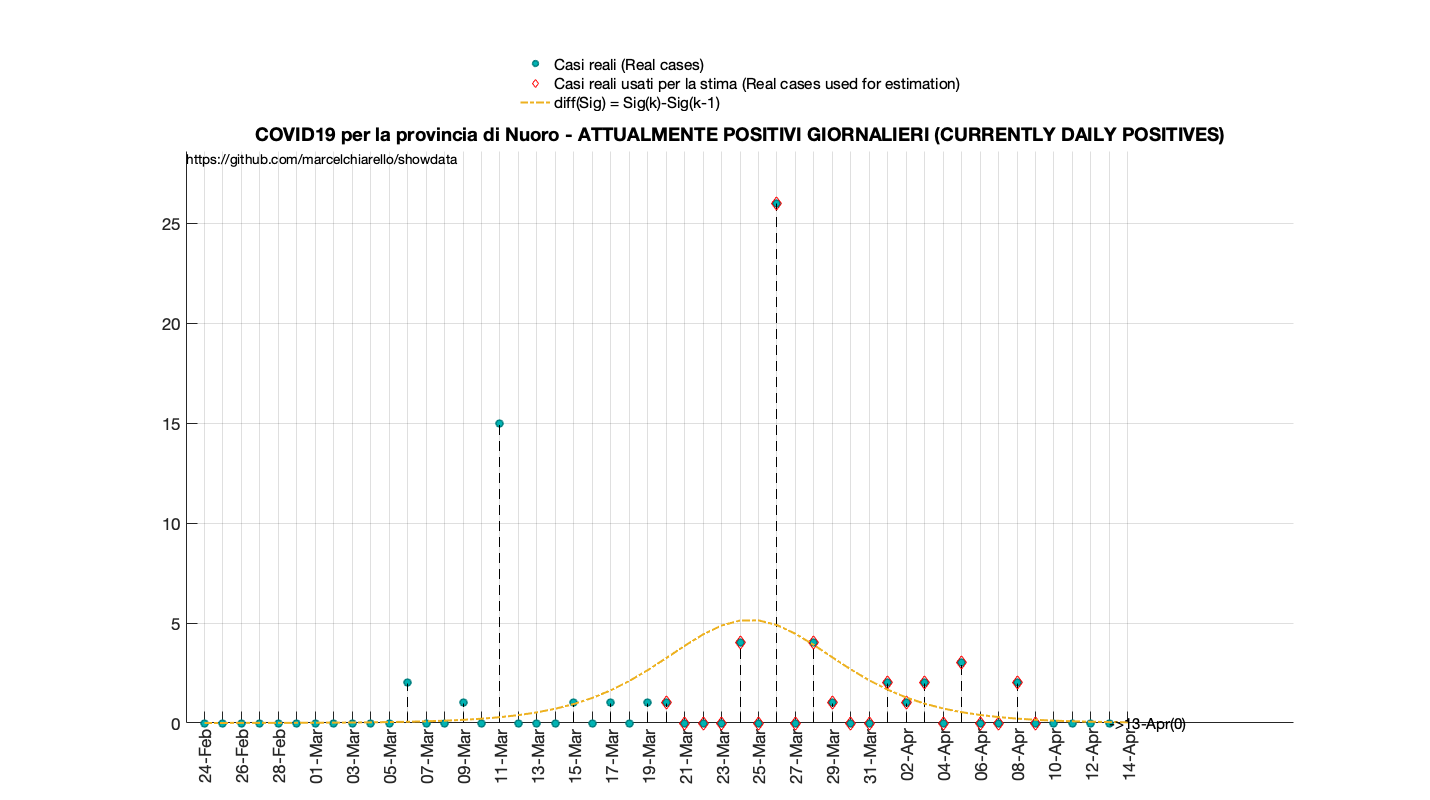 Casi reali (Real cases)
Casi reali usati per la stima (Real cases used for estimation)
diff(Sig) = Sig(k)-Sig(k-1)
COVID19 per la provincia di Nuoro - ATTUALMENTE POSITIVI GIORNALIERI (CURRENTLY DAILY POSITIVES)
https://github.com/marcelchiarello/showdata
25
20
15
10
5
0
->13-Apr(0)
24-Feb
26-Feb
28-Feb
01-Mar
03-Mar
05-Mar
07-Mar
09-Mar
11-Mar
13-Mar
15-Mar
17-Mar
19-Mar
21-Mar
23-Mar
25-Mar
27-Mar
29-Mar
31-Mar
02-Apr
04-Apr
06-Apr
08-Apr
10-Apr
12-Apr
14-Apr